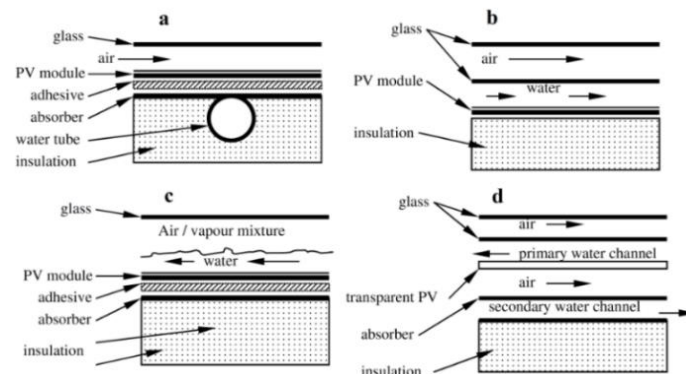 a
glass
air
PV module
adhesive
absorber
water tube
insulation
b
glass
air
water
PV module
insulation
c
glass
Air / vapour mixture
water
PV module
adhesive
absorber
insulation
d
glass
air
primary water channel
transparent PV
air
absorber
secondary water channel
insulation